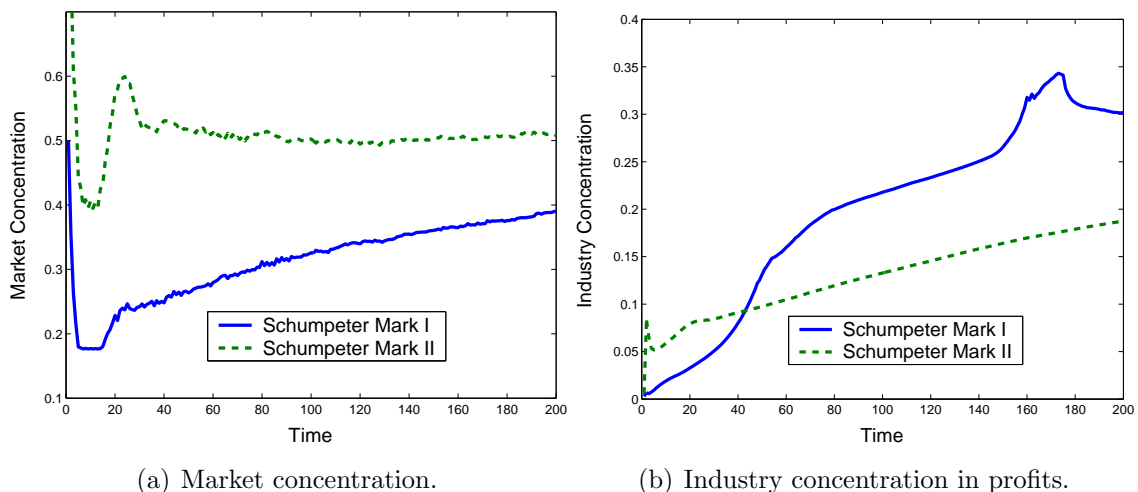 0.6
0.5
0.4
0.3
0.2
0.1
Market Concentration
Schumpeter Mark I
Schumpeter Mark II
0 20 40 60 80 100 120 140 160 180 200
Time
(a) Market concentration.
0.4
0.35
0.3
0.25
0.2
0.15
0.1
0.05
0
Industry Concentration
Schumpeter Mark I
Schumpeter Mark II
0 20 40 60 80 100 120 140 160 180 200
Time
(b) Industry concentration in profits.